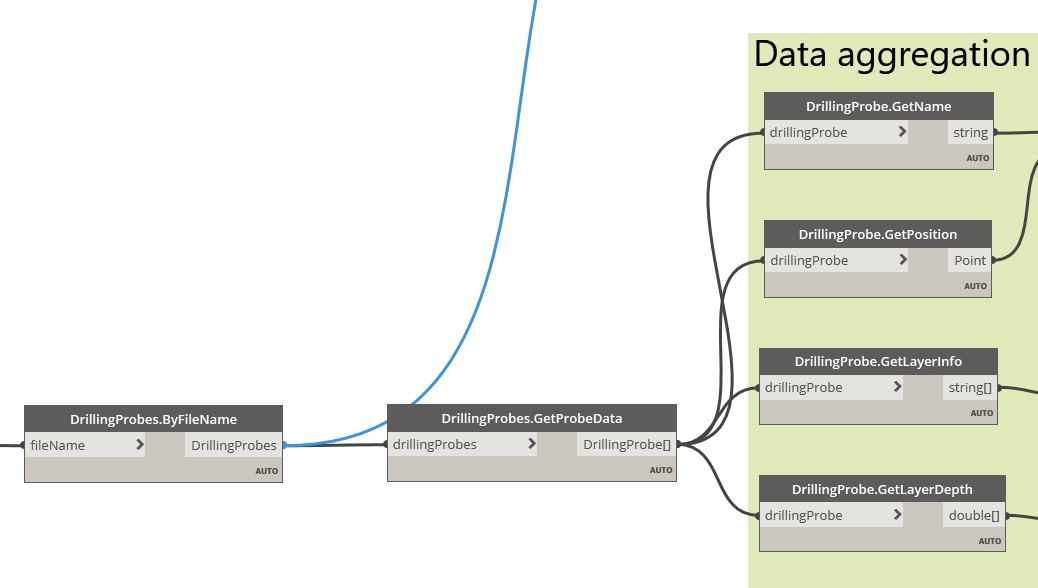 Data aggregation
DrillingProbe.GetName
drillingProbe > string
AUTO
DrillingProbe.GetPosition
drillingProbe > Point
AUTO
DrillingProbe.GetLayerInfo
drillingProbe > string[]
AUTO
DrillingProbes.ByFileName
fileName > DrillingProbes
AUTO
DrillingProbes.GetProbeData
drillingProbes > DrillingProbe[]
AUTO
DrillingProbe.GetLayerDepth
drillingProbe > double[]
AUTO